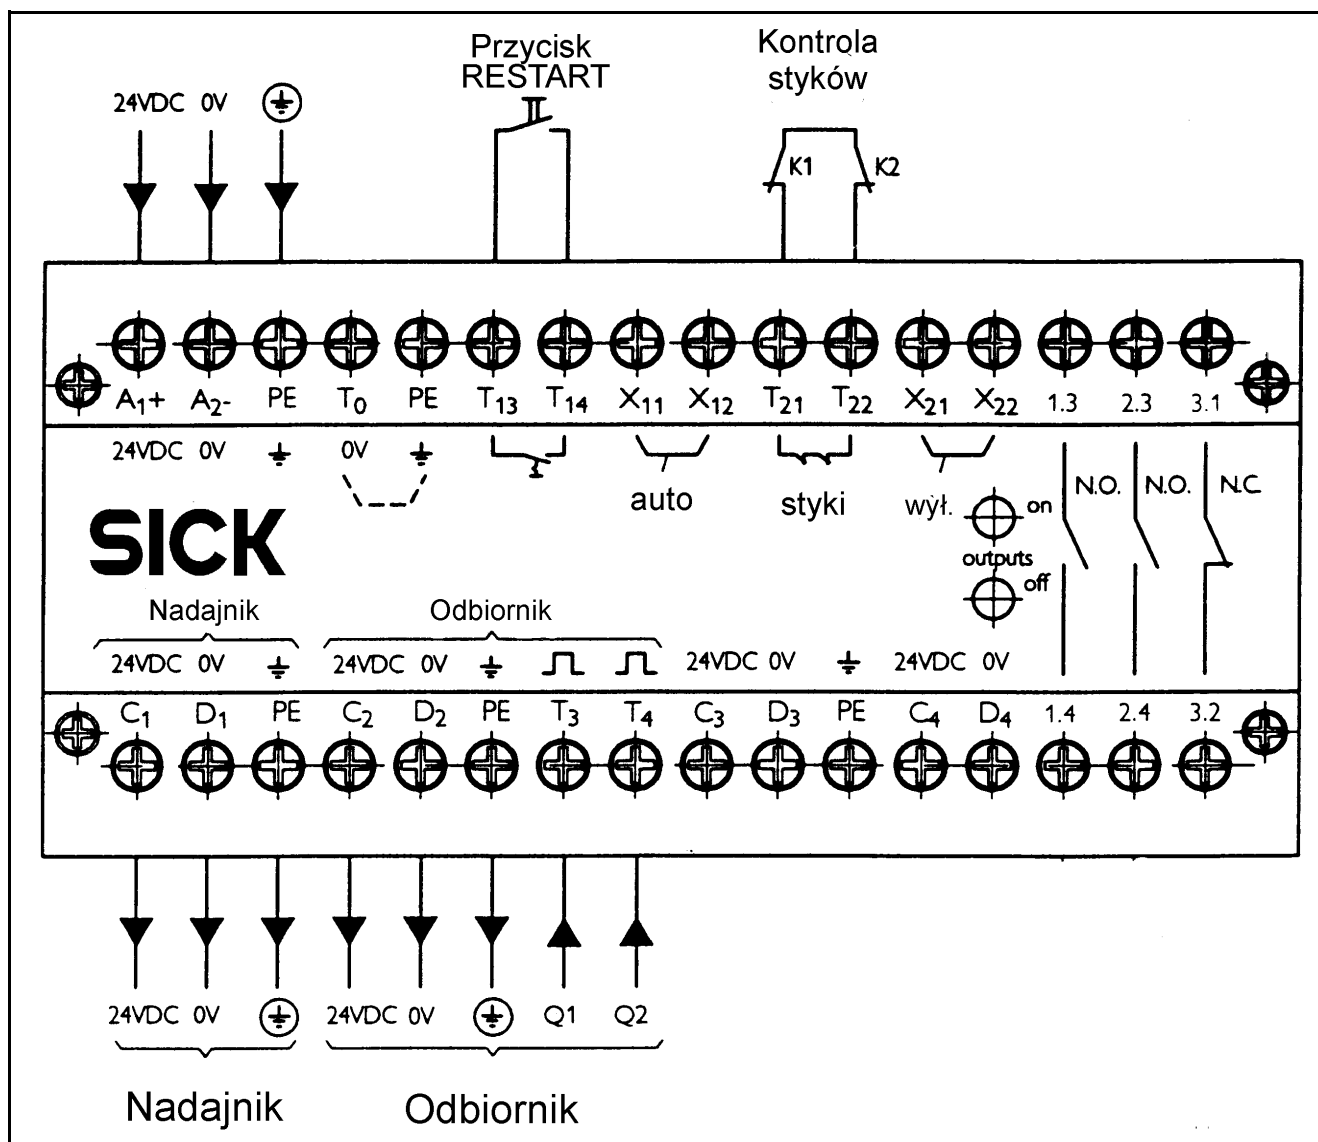 Przycisk
RESTART
Kontrola
styków
24VDC 0V
K1 K2
A1+ A2- PE T0 PE T13 T14 X11 X12 T21 T22 X21 X22 1.3 2.3 3.1
24VDC 0V 0V
auto styki wył. on N.O. N.O. N.C
SICK
outputs
off
Nadajnik Odbiornik
24VDC 0V 24VDC 0V 24VDC 0V 24VDC 0V
C1 D1 PE C2 D2 PE T3 T4 C3 D3 PE C4 D4 1.4 2.4 3.2
24VDC 0V 24VDC 0V Q1 Q2
Nadajnik Odbiornik